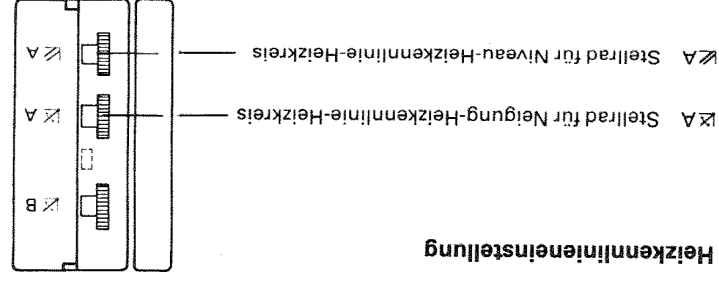 Heizkennlinieneinstellung
B
A
A Stellrad für Neigung-Heizkennlinie-Heizkreis
A
A Stellrad für Niveau-Heizkennlinie-Heizkreis